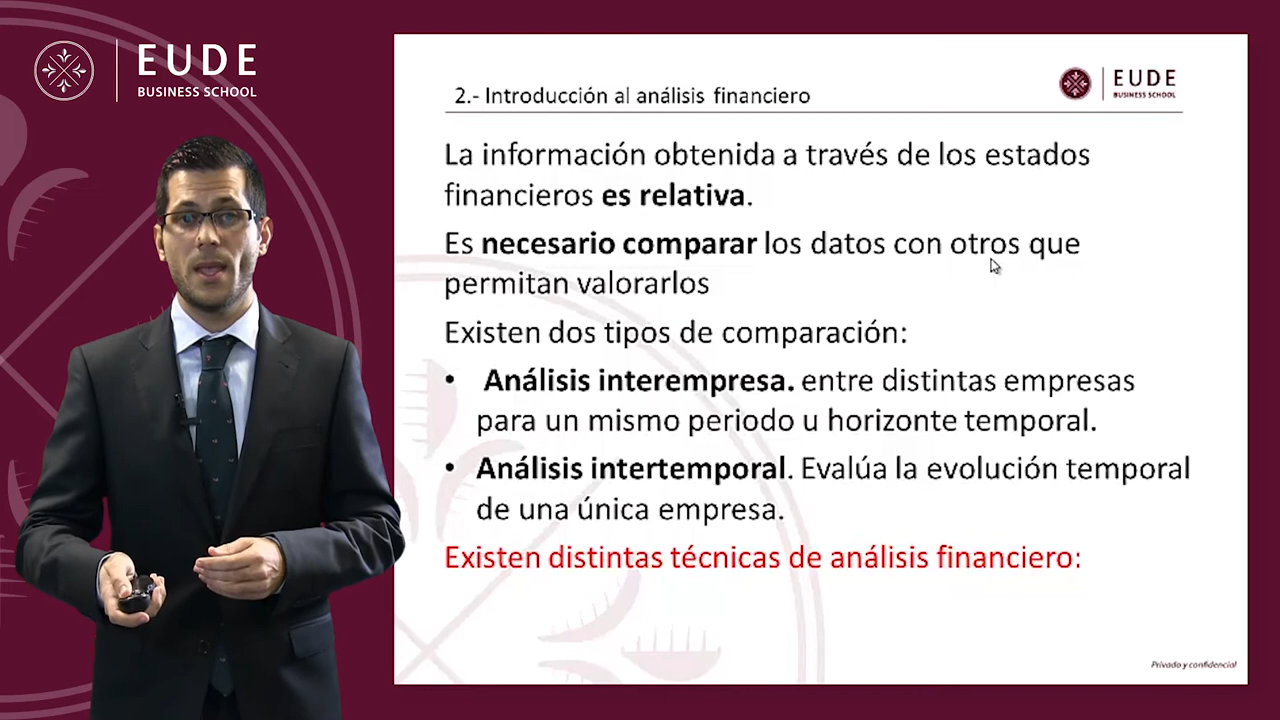 EUDE
BUSINESS SCHOOL
2.- Introducción al análisis financiero
EUDE
BUSINESS SCHOOL
La información obtenida a través de los estados
financieros es relativa.
Es necesario comparar los datos con otros que
permitan valorarlos
Existen dos tipos de comparación:
• Análisis interempresa. entre distintas empresas
para un mismo periodo u horizonte temporal.
• Análisis intertemporal. Evalúa la evolución temporal
de una única empresa.
Existen distintas técnicas de análisis financiero:
Privado y confidencial